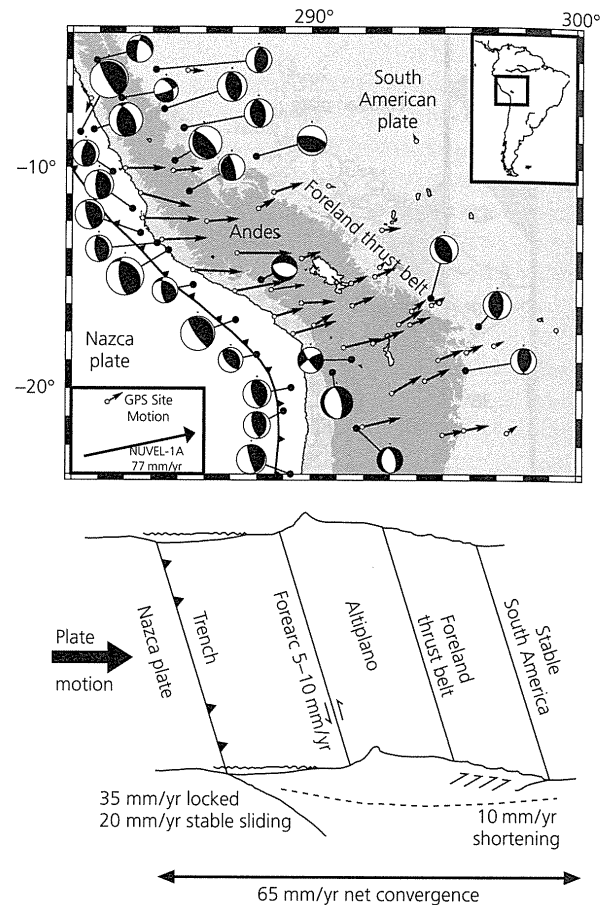 290°
300°
South
American
plate
–10°
Foreland thrust belt
Andes
Nazca
plate
–20°
GPS Site
Motion
NUVEL-1A
77 mm/yr
Plate
motion
Nazca plate
Trench
Forearc 5–10 mm/yr
Altiplano
Foreland
thrust belt
Stable
South America
35 mm/yr locked
20 mm/yr stable sliding
10 mm/yr
shortening
65 mm/yr net convergence